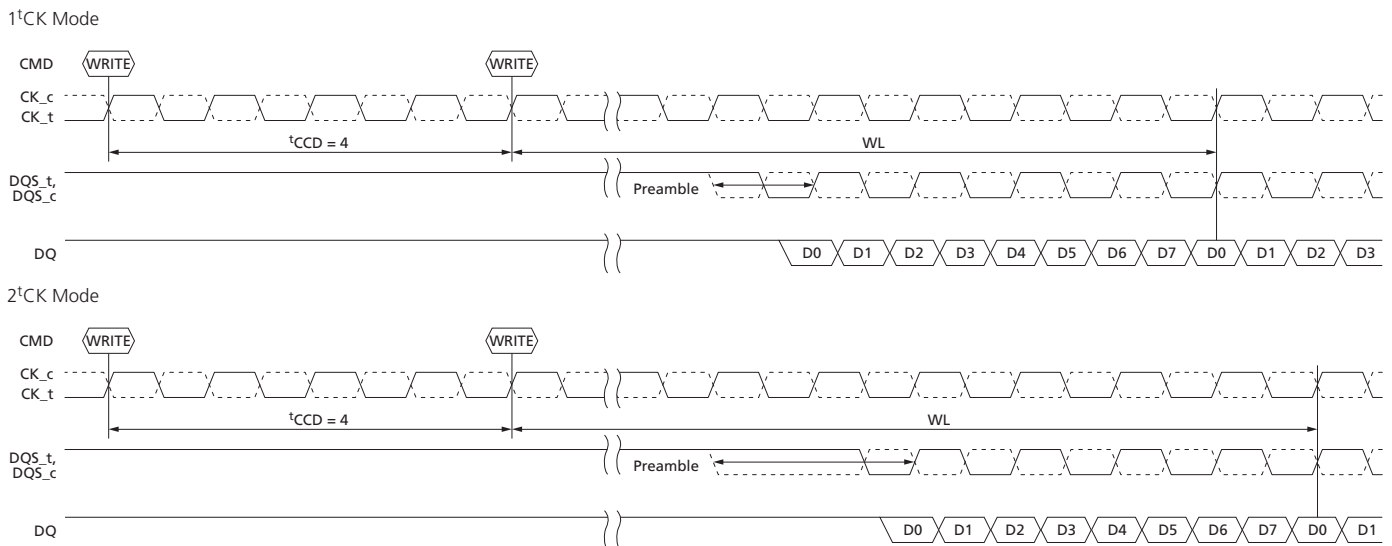 1tCK Mode
CMD WRITE WRITE
CK_c
CK_t
tCCD = 4 WL
DQS_t,
DQS_c Preamble
DQ D0 D1 D2 D3 D4 D5 D6 D7 D0 D1 D2 D3
2tCK Mode
CMD WRITE WRITE
CK_c
CK_t
tCCD = 4 WL
DQS_t,
DQS_c Preamble
DQ D0 D1 D2 D3 D4 D5 D6 D7 D0 D1